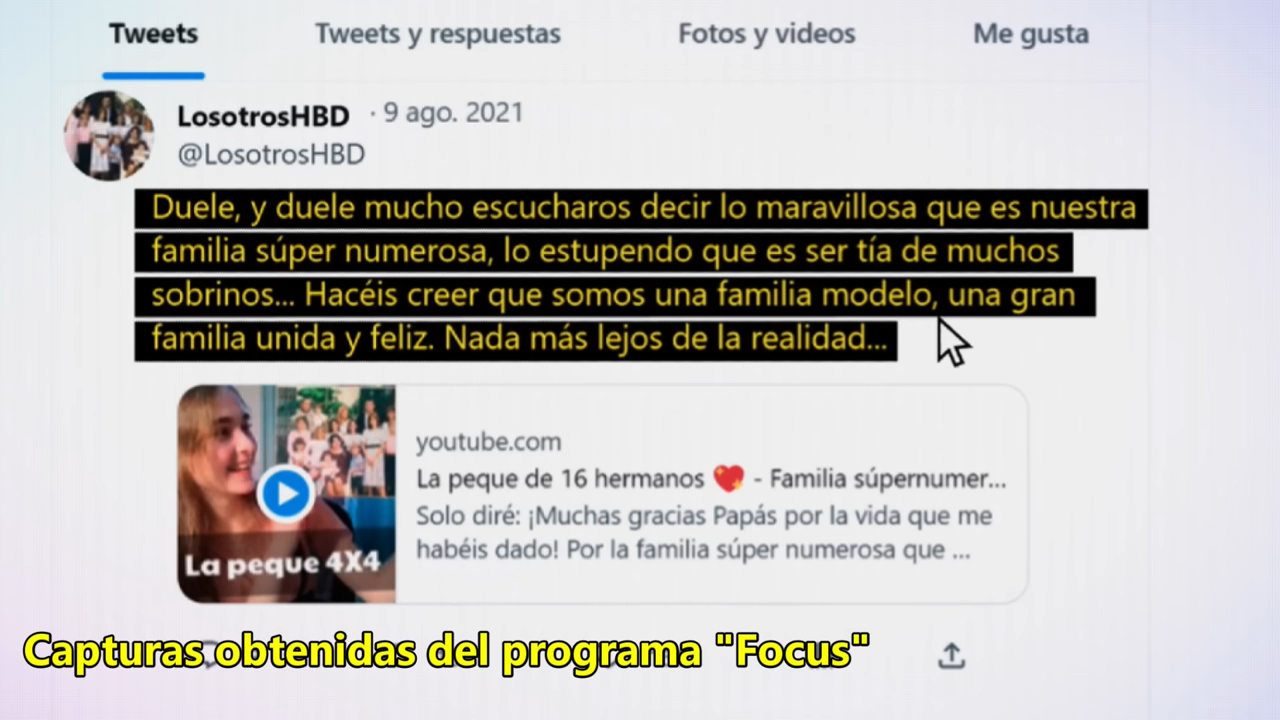 Tweets Tweets y respuestas Fotos y videos Me gusta
LosotrosHBD · 9 ago. 2021
@LosotrosHBD
Duele, y duele mucho escucharos decir lo maravillosa que es nuestra
familia súper numerosa, lo estupendo que es ser tía de muchos
sobrinos... Hacéis creer que somos una familia modelo, una gran
familia unida y feliz. Nada más lejos de la realidad...
youtube.com
La peque de 16 hermanos 💖 - Familia súpernumer...
Solo diré: ¡Muchas gracias Papás por la vida que me
habéis dado! Por la familia súper numerosa que ...
La peque 4X4
Capturas obtenidas del programa "Focus"